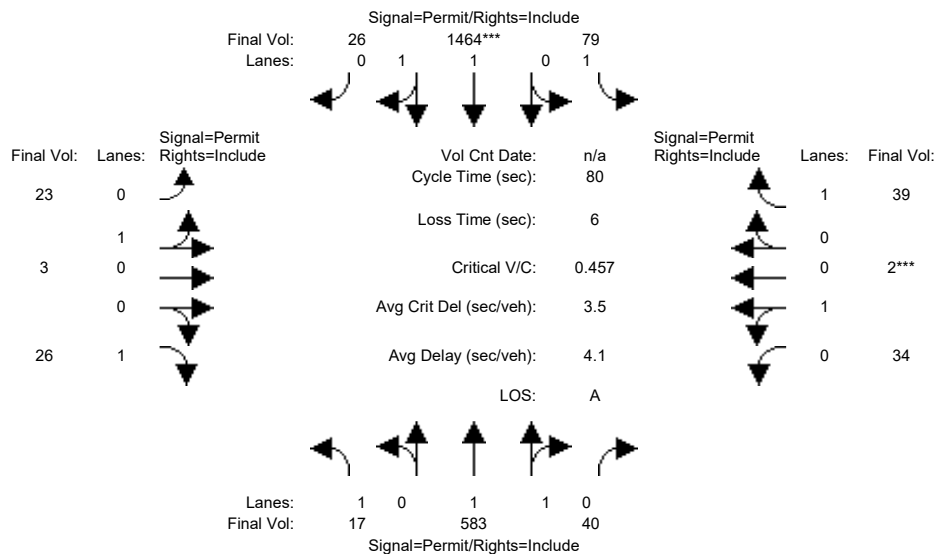 Signal=Permit/Rights=Include
Final Vol: 26 1464*** 79
Lanes: 0 1 1 0 1
Signal=Permit
Final Vol: Lanes: Rights=Include
Vol Cnt Date: n/a
Signal=Permit
Rights=Include Lanes: Final Vol:
Cycle Time (sec): 80
23 0
1 39
Loss Time (sec): 6
1
0
3 0
Critical V/C: 0.457
0 2***
0
Avg Crit Del (sec/veh): 3.5
1
26 1
Avg Delay (sec/veh): 4.1
0 34
LOS: A
Lanes: 1 0 1 1 0
Final Vol: 17 583 40
Signal=Permit/Rights=Include